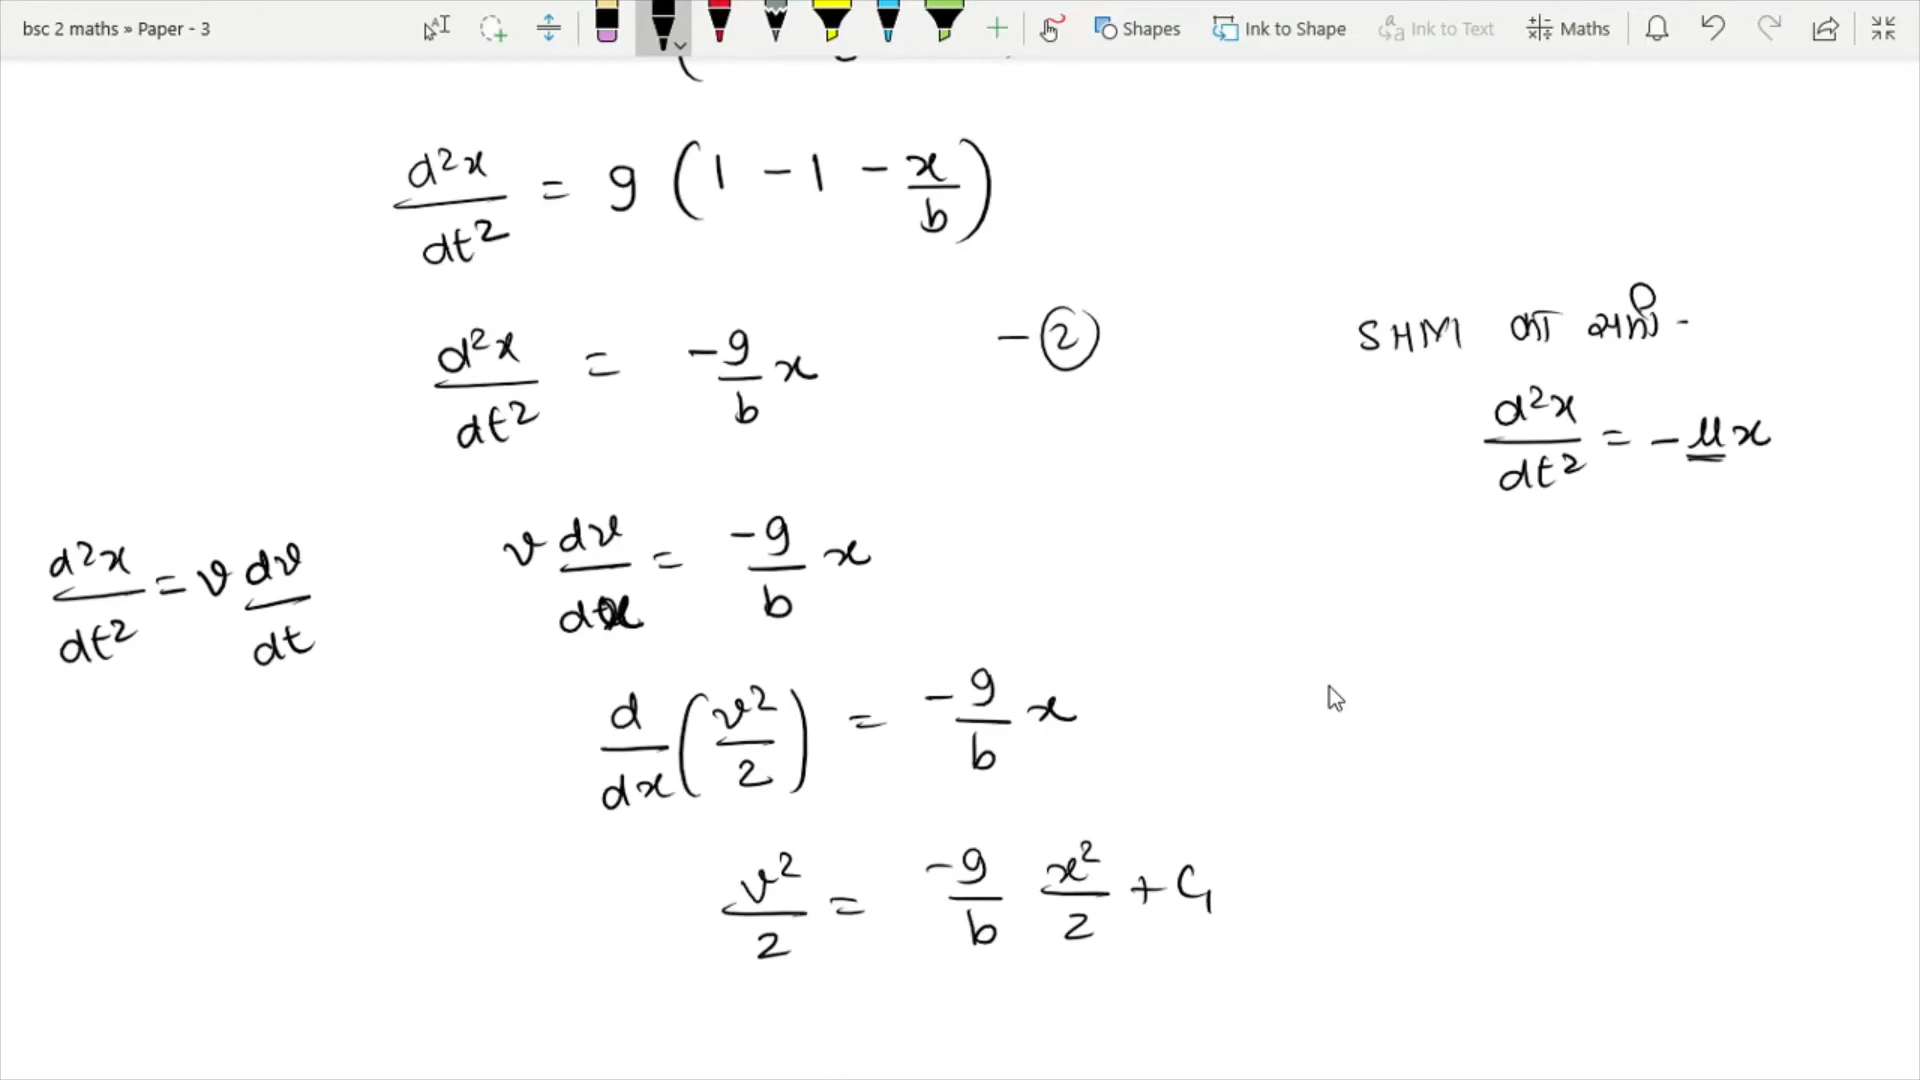 bsc 2 maths » Paper - 3
Shapes Ink to Shape Ink to Text Maths
d²x/dt² = g (1 - 1 - x/b)
d²x/dt² = -g/b x - ②
SHM का समी० -
d²x/dt² = - μx
d²x/dt² = v dv/dt
v dv/dx = -g/b x
d/dx (v²/2) = -g/b x
v²/2 = -g/b x²/2 + C₁